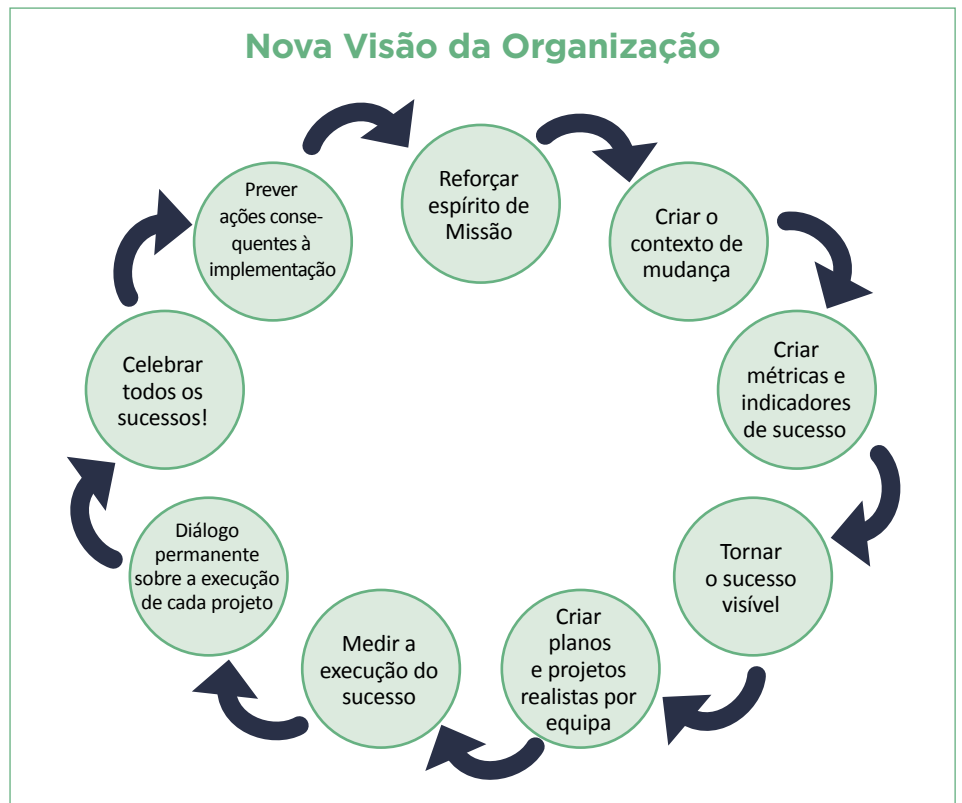 Nova Visão da Organização
Reforçar
espírito de
Missão
Criar o
contexto de
mudança
Criar
métricas e
indicadores
de sucesso
Tornar
o sucesso
visível
Criar
planos
e projetos
realistas por
equipa
Medir a
execução do
sucesso
Diálogo
permanente
sobre a execução
de cada projeto
Celebrar
todos os
sucessos!
Prever
ações conse-
quentes à
implementação